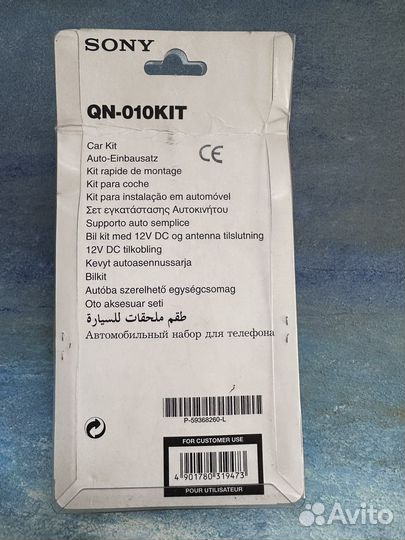 SONY
QN-010KIT
Car Kit
Auto-Einbausatz
CE
Kit rapide de montage
Kit para coche
Kit para instalação em automóvel
Σετ εγκατάστασης Αυτοκινήτου
Supporto auto semplice
Bil kit med 12V DC og antenna tilslutning
12V DC tilkobling
Kevyt autoasennussarja
Bilkit
Autóba szerelhető egységcsomag
Oto aksesuar seti
طقم ملحقات للسيارة
Автомобильный набор для телефона
P-59368260-L
FOR CUSTOMER USE
4 901780 319473
POUR UTILISATEUR
Avito